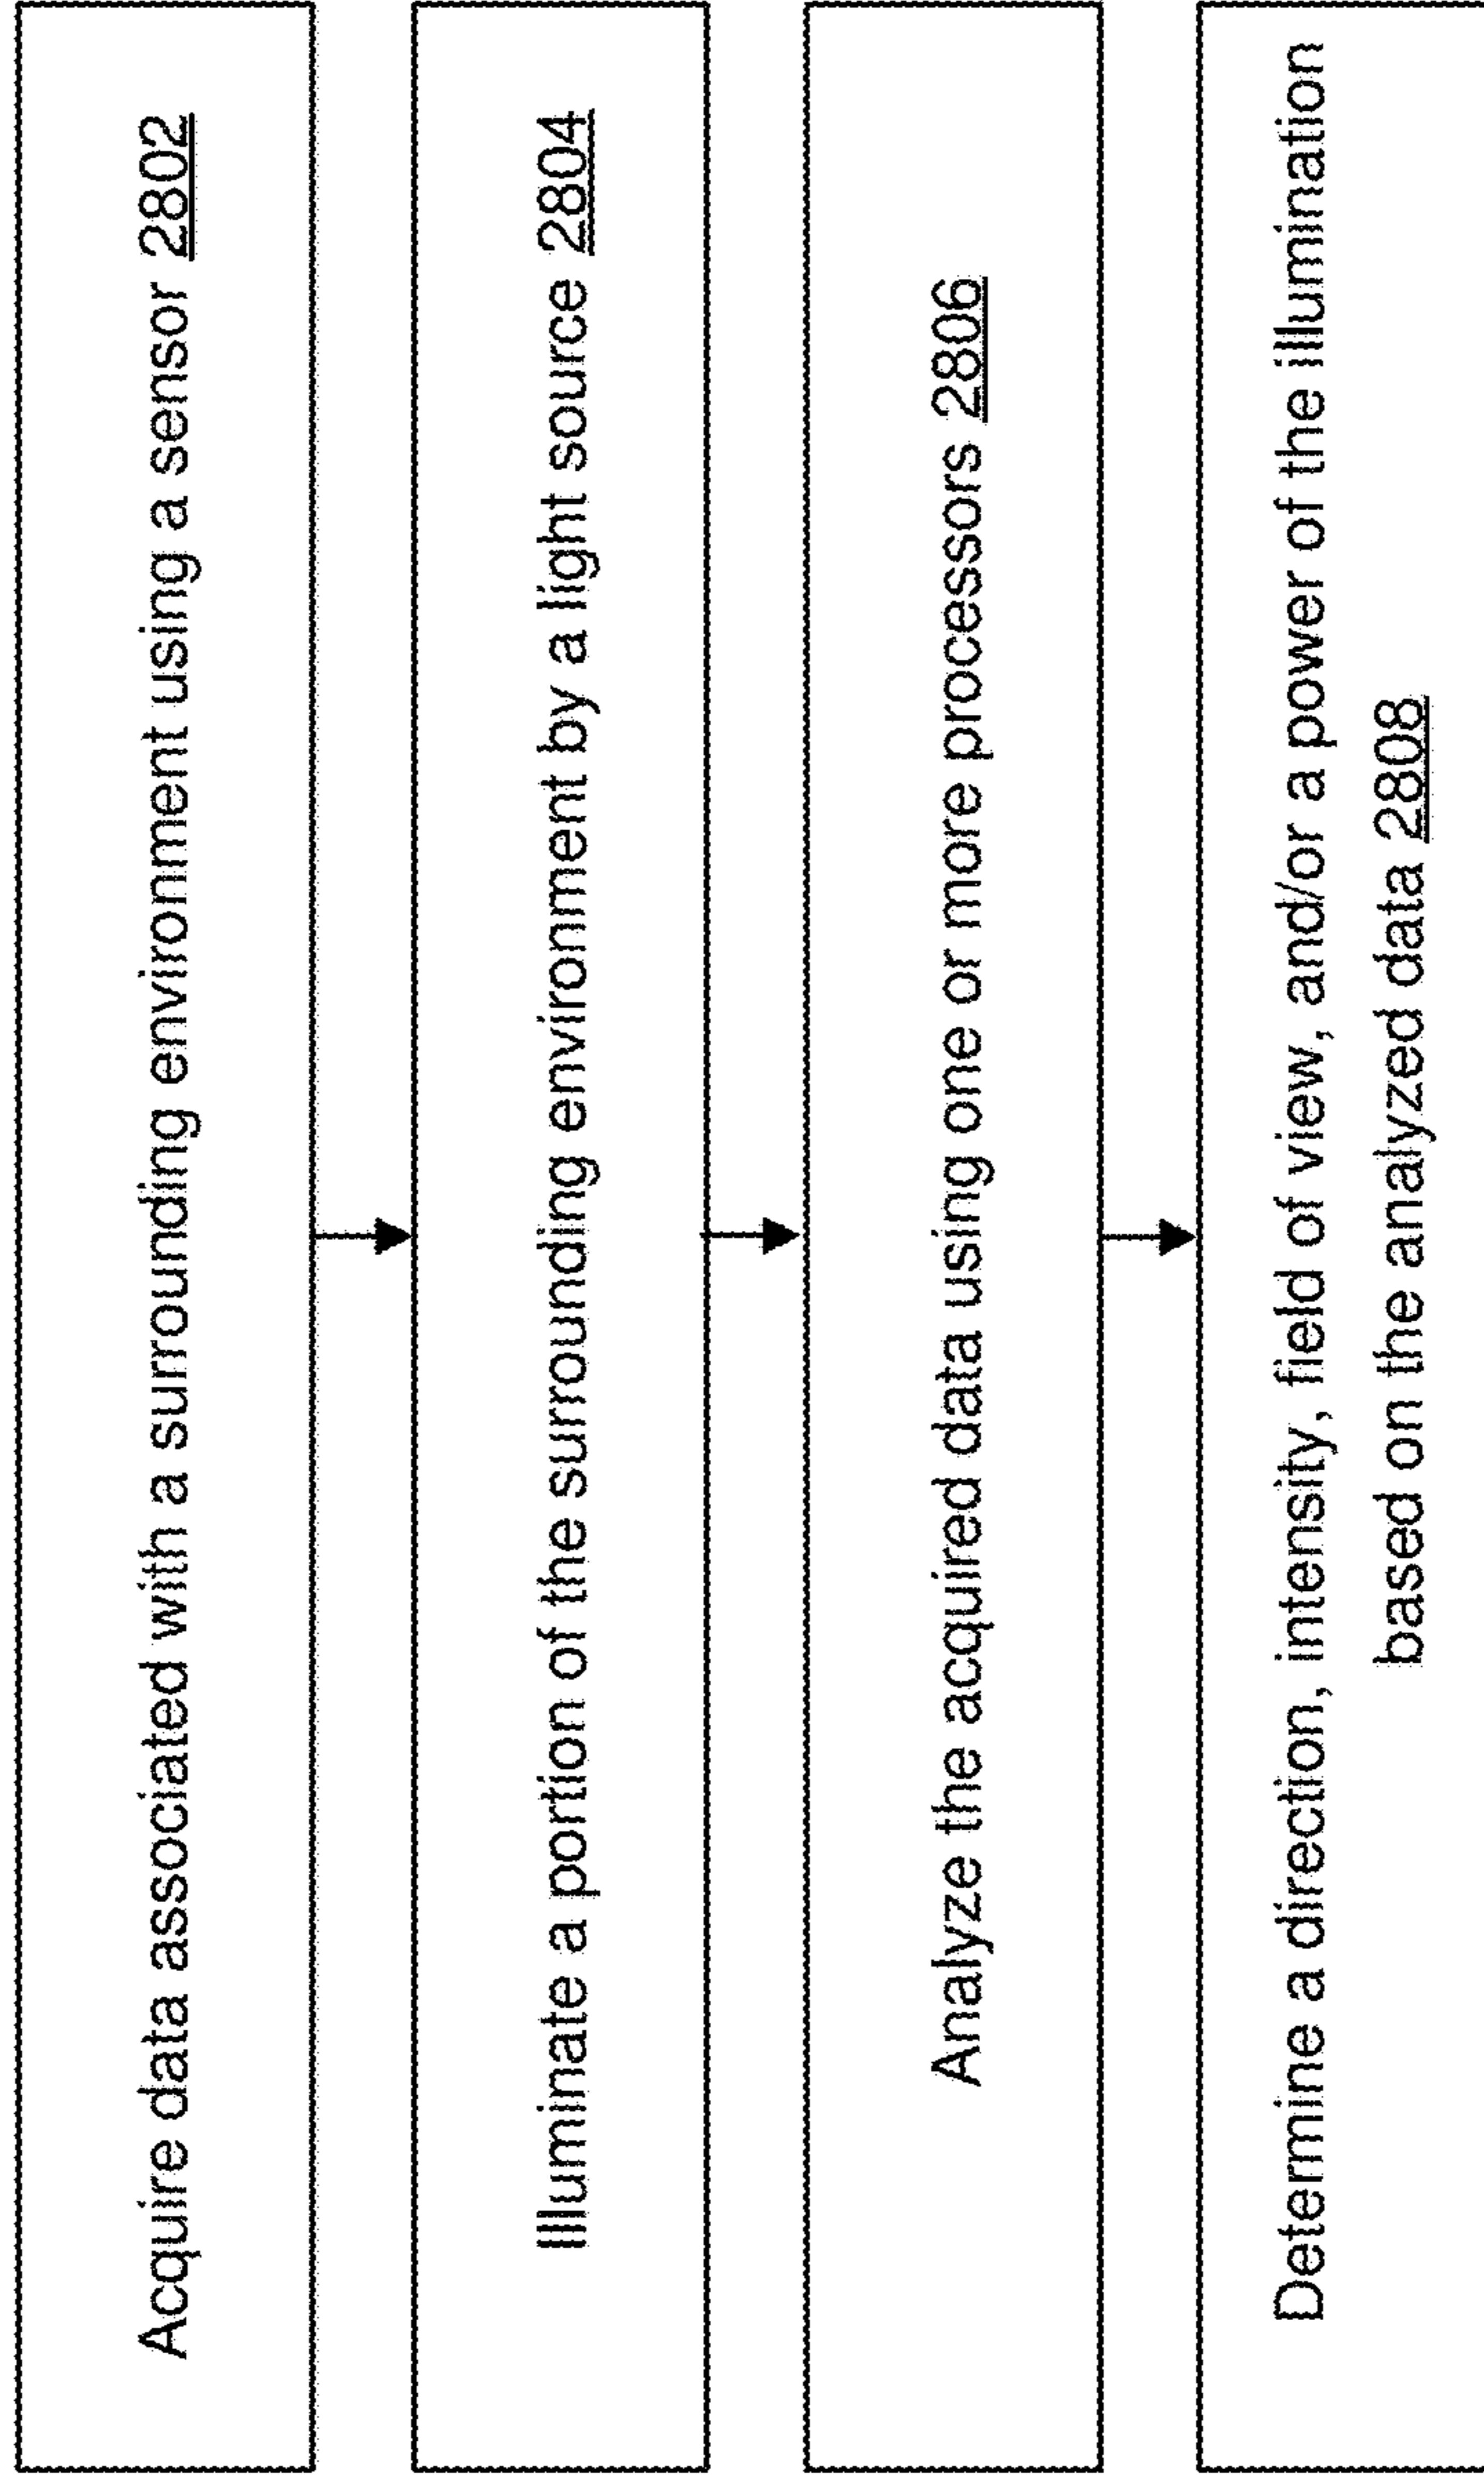 Acquire data associated with a surrounding environment using a sensor 2802
Illuminate a portion of the surrounding environment by a light source 2804
Analyze the acquired data using one or more processors 2806
Determine a direction, intensity, field of view, and/or a power of the illumination
based on the analyzed data 2808